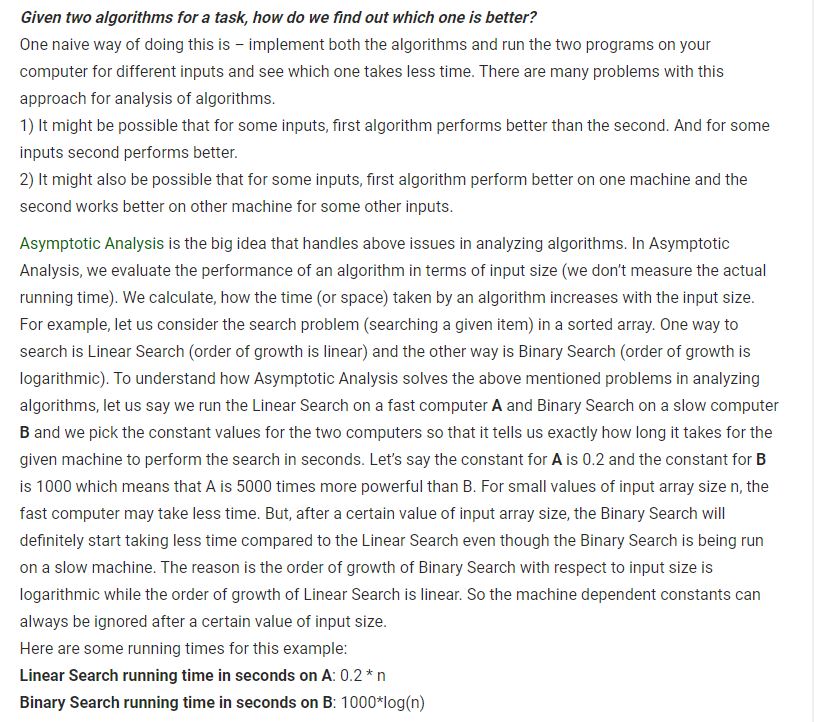 Given two algorithms for a task, how do we find out which one is better?
One naive way of doing this is – implement both the algorithms and run the two programs on your
computer for different inputs and see which one takes less time. There are many problems with this
approach for analysis of algorithms.
1) It might be possible that for some inputs, first algorithm performs better than the second. And for some
inputs second performs better.
2) It might also be possible that for some inputs, first algorithm perform better on one machine and the
second works better on other machine for some other inputs.
Asymptotic Analysis is the big idea that handles above issues in analyzing algorithms. In Asymptotic
Analysis, we evaluate the performance of an algorithm in terms of input size (we don’t measure the actual
running time). We calculate, how the time (or space) taken by an algorithm increases with the input size.
For example, let us consider the search problem (searching a given item) in a sorted array. One way to
search is Linear Search (order of growth is linear) and the other way is Binary Search (order of growth is
logarithmic). To understand how Asymptotic Analysis solves the above mentioned problems in analyzing
algorithms, let us say we run the Linear Search on a fast computer A and Binary Search on a slow computer
B and we pick the constant values for the two computers so that it tells us exactly how long it takes for the
given machine to perform the search in seconds. Let’s say the constant for A is 0.2 and the constant for B
is 1000 which means that A is 5000 times more powerful than B. For small values of input array size n, the
fast computer may take less time. But, after a certain value of input array size, the Binary Search will
definitely start taking less time compared to the Linear Search even though the Binary Search is being run
on a slow machine. The reason is the order of growth of Binary Search with respect to input size is
logarithmic while the order of growth of Linear Search is linear. So the machine dependent constants can
always be ignored after a certain value of input size.
Here are some running times for this example:
Linear Search running time in seconds on A: 0.2 * n
Binary Search running time in seconds on B: 1000*log(n)